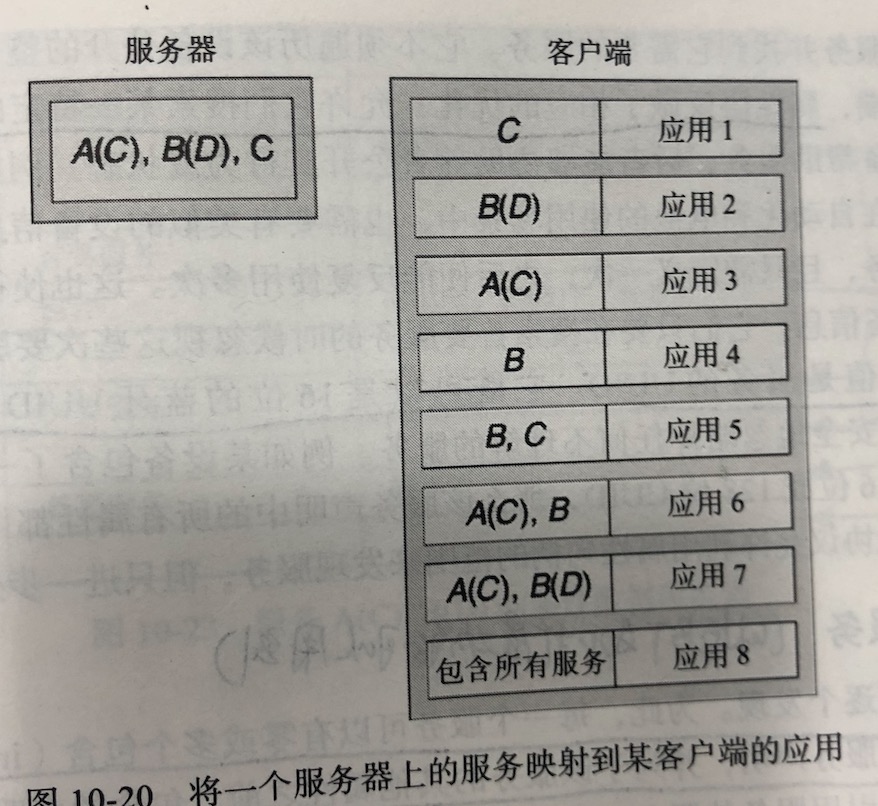 服务器
客户端
A(C), B(D), C
C 应用 1
B(D) 应用 2
A(C) 应用 3
B 应用 4
B, C 应用 5
A(C), B 应用 6
A(C), B(D) 应用 7
包含所有服务 应用 8
图 10-20 将一个服务器上的服务映射到某客户端的应用